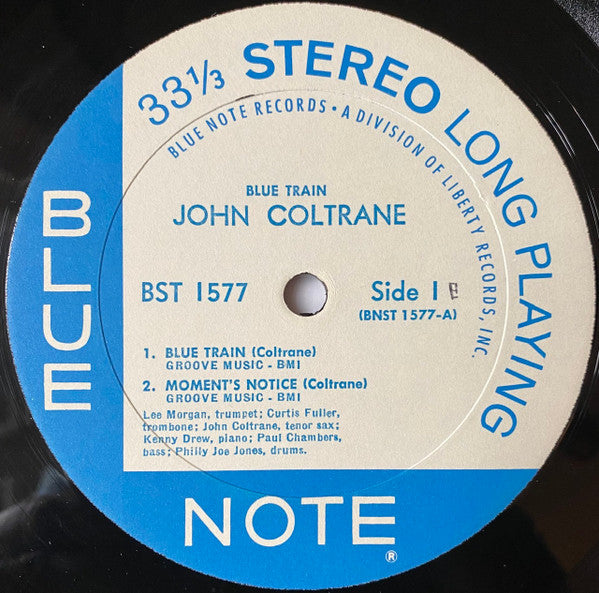 33 1/3 STEREO LONG PLAYING
BLUE NOTE RECORDS • A DIVISION OF LIBERTY RECORDS, INC.
BLUE TRAIN
JOHN COLTRANE
BST 1577
Side 1
(BNST 1577-A)
1. BLUE TRAIN (Coltrane)
GROOVE MUSIC - BMI
2. MOMENT'S NOTICE (Coltrane)
GROOVE MUSIC - BMI
Lee Morgan, trumpet; Curtis Fuller,
trombone; John Coltrane, tenor sax;
Kenny Drew, piano; Paul Chambers,
bass; Philly Joe Jones, drums.
BLUE
NOTE ®